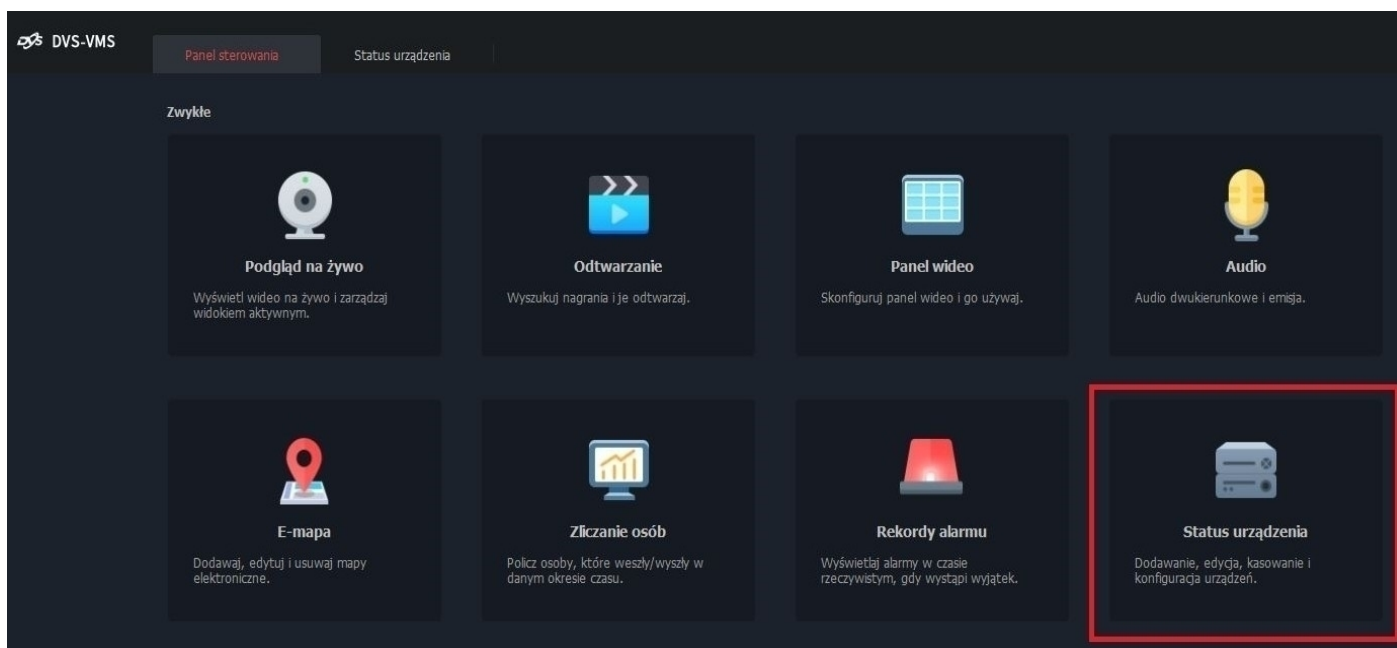 DVS DVS-VMS
Panel sterowania
Status urządzenia
Zwykłe
Podgląd na żywo
Wyświetl wideo na żywo i zarządzaj
widokiem aktywnym.
Odtwarzanie
Wyszukuj nagrania i je odtwarzaj.
Panel wideo
Skonfiguruj panel wideo i go używaj.
Audio
Audio dwukierunkowe i emisja.
E-mapa
Dodawaj, edytuj i usuwaj mapy
elektroniczne.
Zliczanie osób
Policz osoby, które weszły/wyszły w
danym okresie czasu.
Rekordy alarmu
Wyświetlaj alarmy w czasie
rzeczywistym, gdy wystąpi wyjątek.
Status urządzenia
Dodawanie, edycja, kasowanie i
konfiguracja urządzeń.